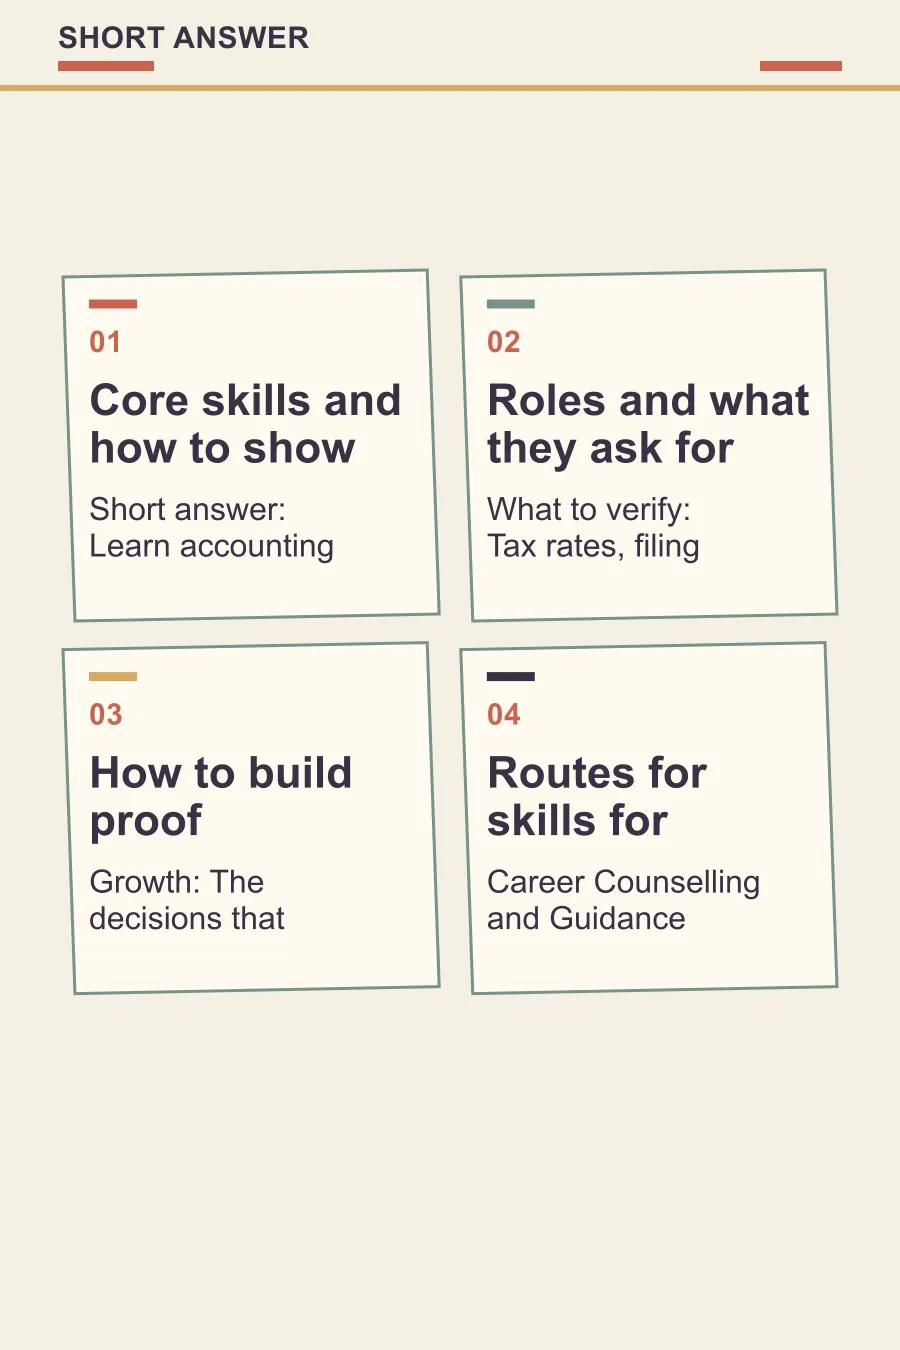 SHORT ANSWER
01
Core skills and
how to show
Short answer:
Learn accounting
02
Roles and what
they ask for
What to verify:
Tax rates, filing
03
How to build
proof
Growth: The
decisions that
04
Routes for
skills for
Career Counselling
and Guidance